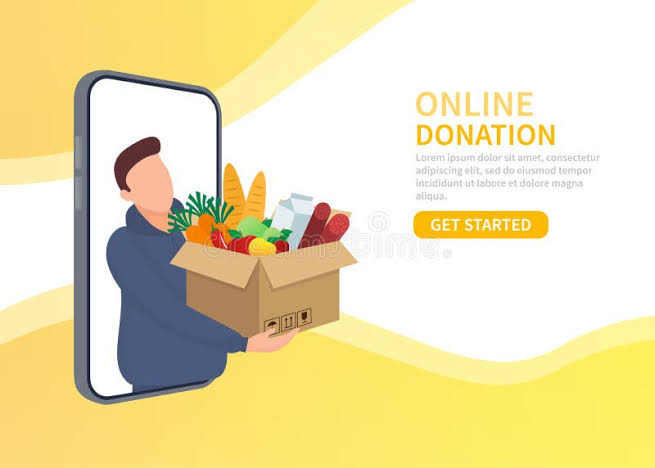 ONLINE
DONATION
Lorem ipsum dolor sit amet, consectetur
adipiscing elit, sed do eiusmod tempor
incididunt ut labore et dolore magna
aliqua.
GET STARTED
dreamstime